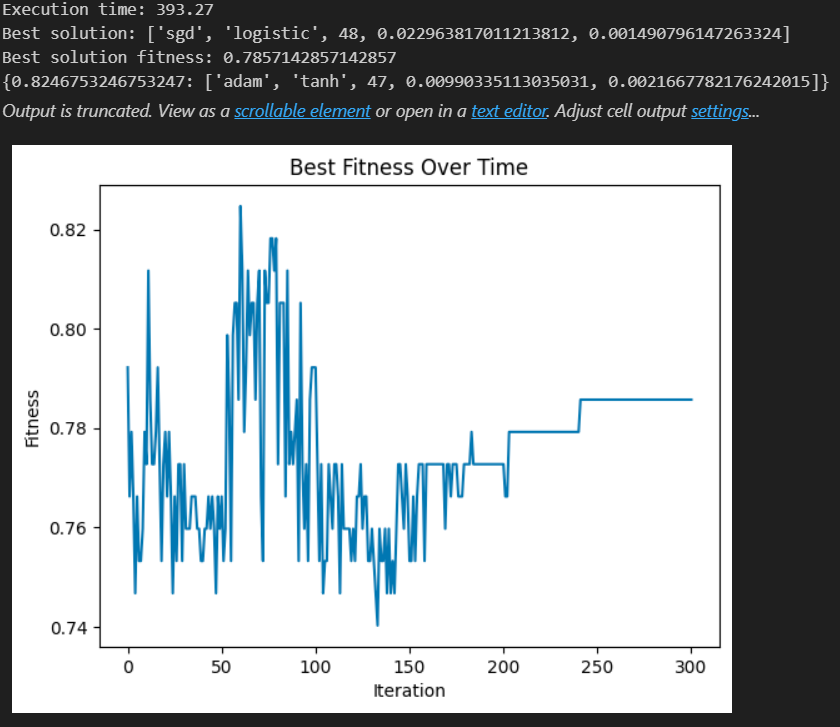 Execution time: 393.27
Best solution: ['sgd', 'logistic', 48, 0.022963817011213812, 0.001490796147263324]
Best solution fitness: 0.7857142857142857
{0.8246753246753247: ['adam', 'tanh', 47, 0.00990335113035031, 0.0021667782176242015]}
Output is truncated. View as a scrollable element or open in a text editor. Adjust cell output settings...
Best Fitness Over Time
0.82
0.80
0.78
0.76
0.74
Fitness
0 50 100 150 200 250 300
Iteration